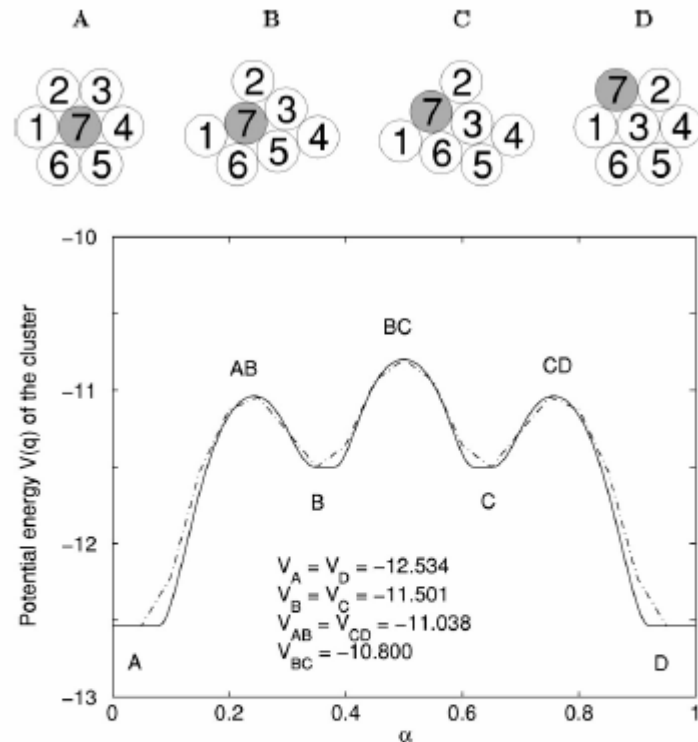 A B C D
2 3
1 7 4
6 5
2
7 3
1 4
6 5
2
7
1 3 4
6 5
7 2
1 3 4
6 5
Potential energy V(q) of the cluster
-10
-11
-12
-13
AB
BC
CD
B
C
A
D
V_A = V_D = -12.534
V_B = V_C = -11.501
V_AB = V_CD = -11.038
V_BC = -10.800
0 0.2 0.4 0.6 0.8 1
α